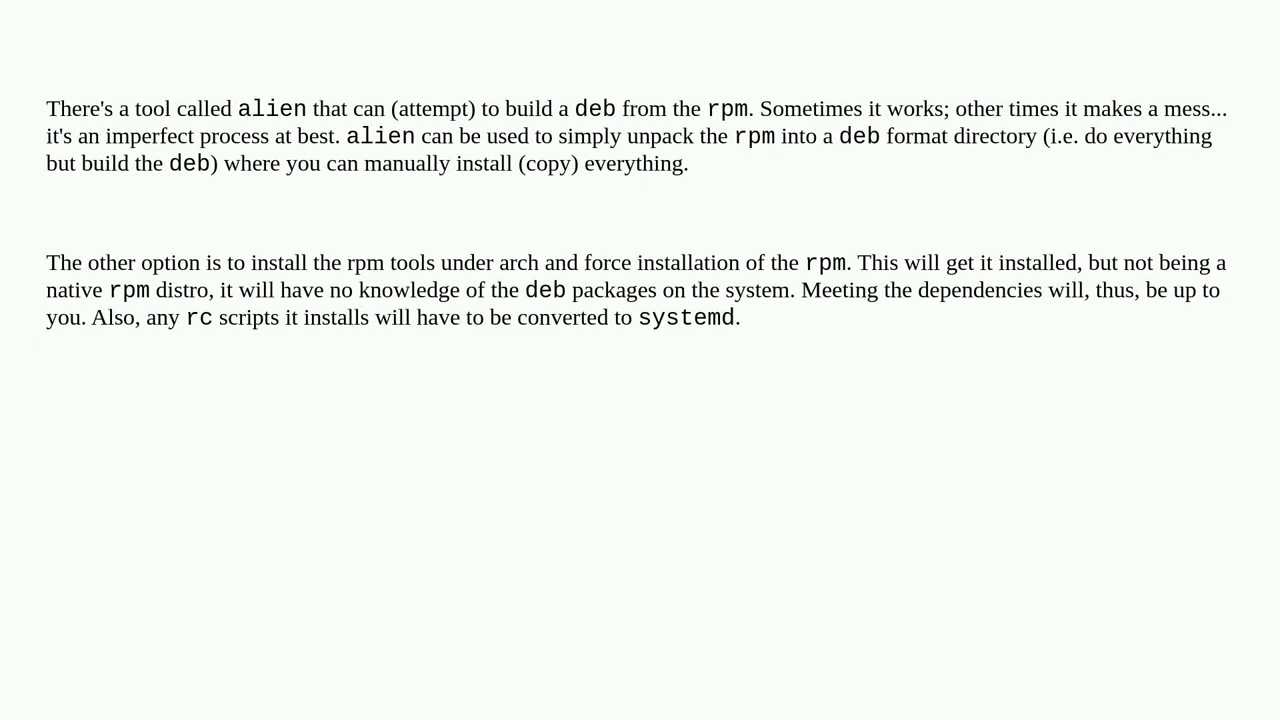 There's a tool called alien that can (attempt) to build a deb from the rpm. Sometimes it works; other times it makes a mess...
it's an imperfect process at best. alien can be used to simply unpack the rpm into a deb format directory (i.e. do everything
but build the deb) where you can manually install (copy) everything.
The other option is to install the rpm tools under arch and force installation of the rpm. This will get it installed, but not being a
native rpm distro, it will have no knowledge of the deb packages on the system. Meeting the dependencies will, thus, be up to
you. Also, any rc scripts it installs will have to be converted to systemd.